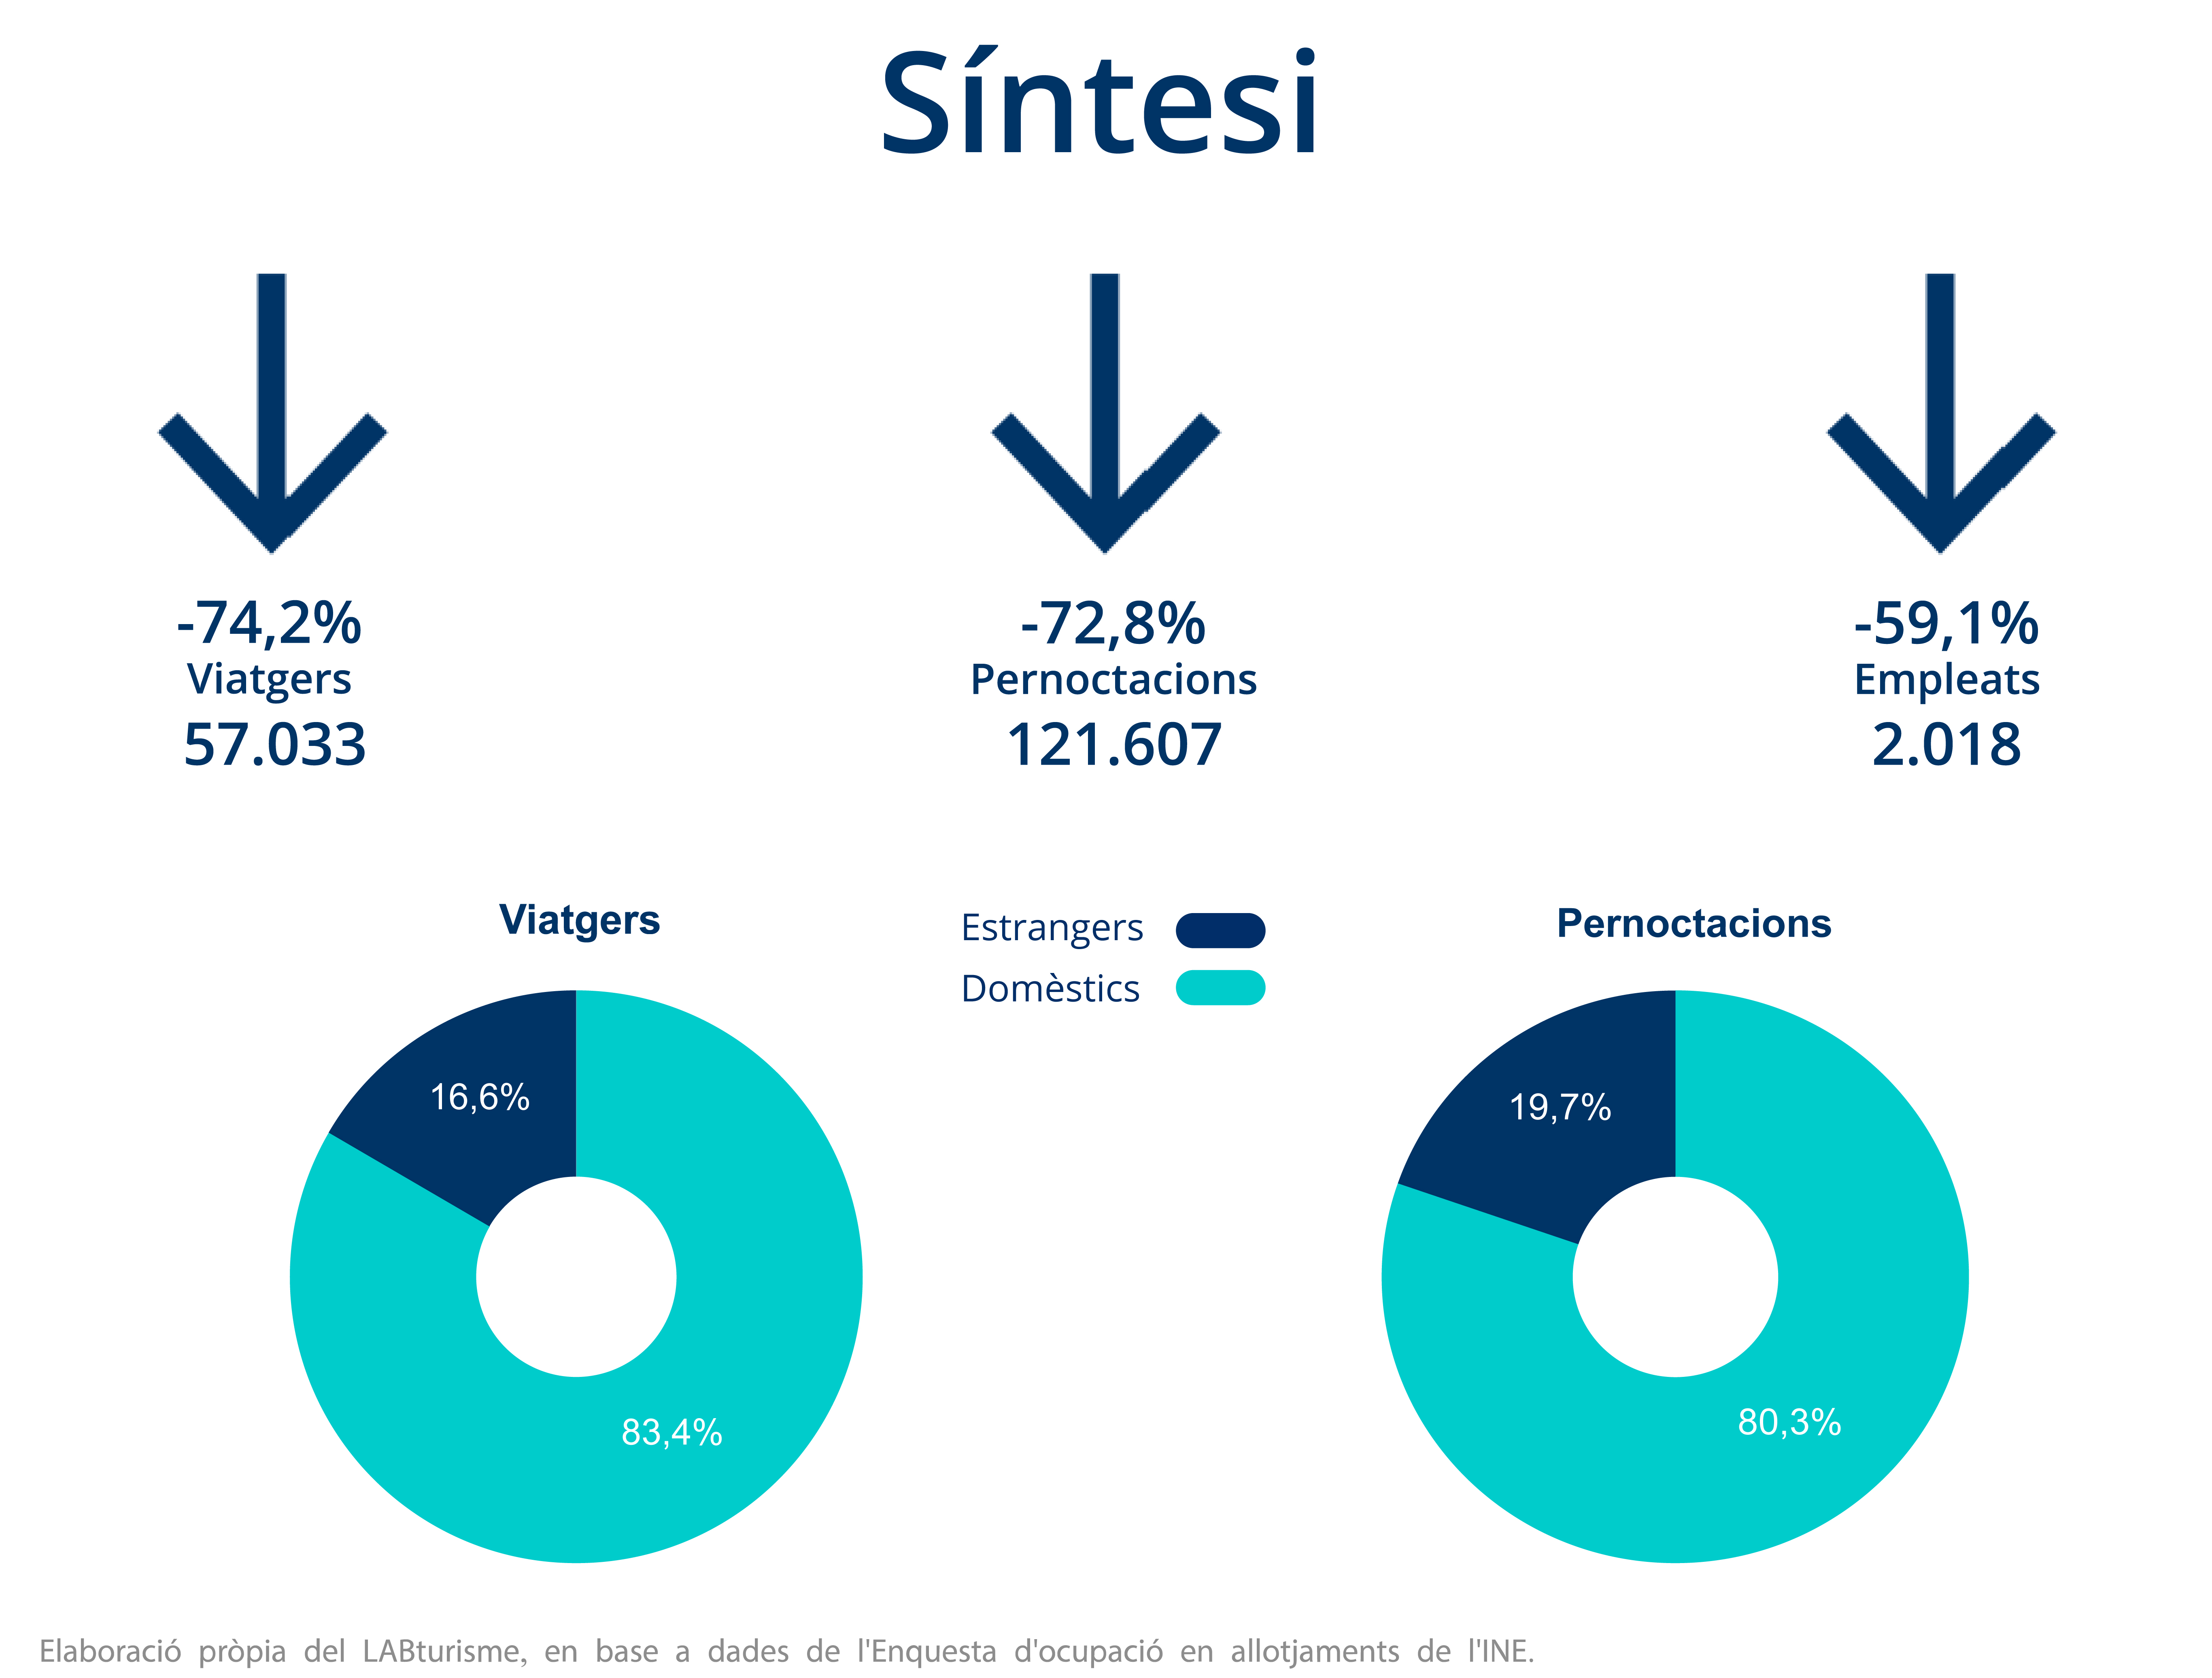 Síntesi
-74,2%
Viatgers
57.033
-72,8%
Pernoctacions
121.607
-59,1%
Empleats
2.018
Viatgers
Estrangers
Domèstics
Pernoctacions
16,6%
83,4%
19,7%
80,3%
Elaboració pròpia del LABturisme, en base a dades de l'Enquesta d'ocupació en allotjaments de l'INE.